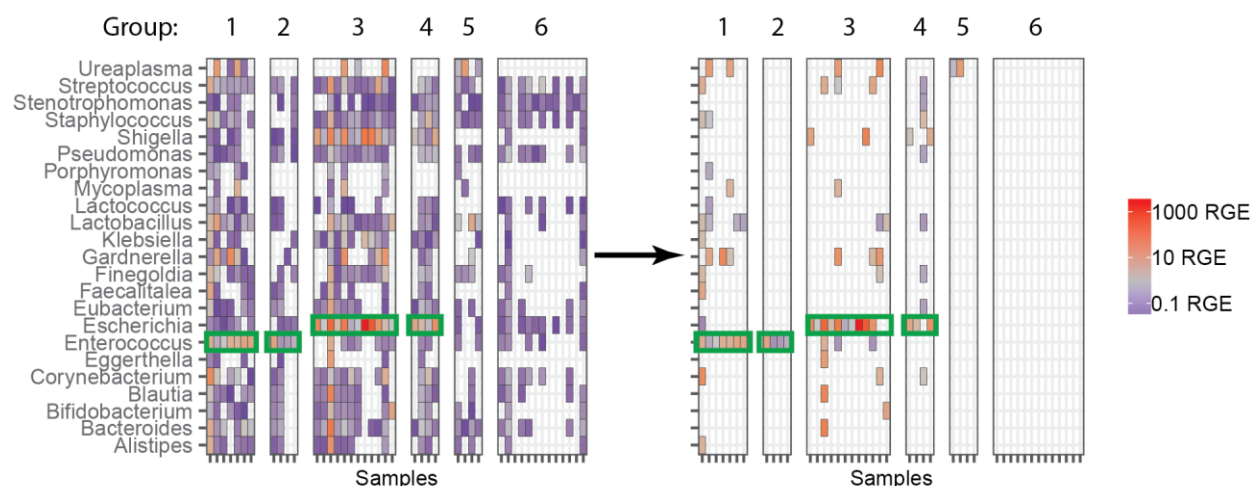 Group: 1 2 3 4 5 6 1 2 3 4 5 6
Ureaplasma
Streptococcus
Stenotrophomonas
Staphylococcus
Shigella
Pseudomonas
Porphyromonas
Mycoplasma
Lactococcus
Lactobacillus
Klebsiella
Gardnerella
Finegoldia
Faecalitalea
Eubacterium
Escherichia
Enterococcus
Eggerthella
Corynebacterium
Blautia
Bifidobacterium
Bacteroides
Alistipes
Samples Samples
1000 RGE
10 RGE
0.1 RGE